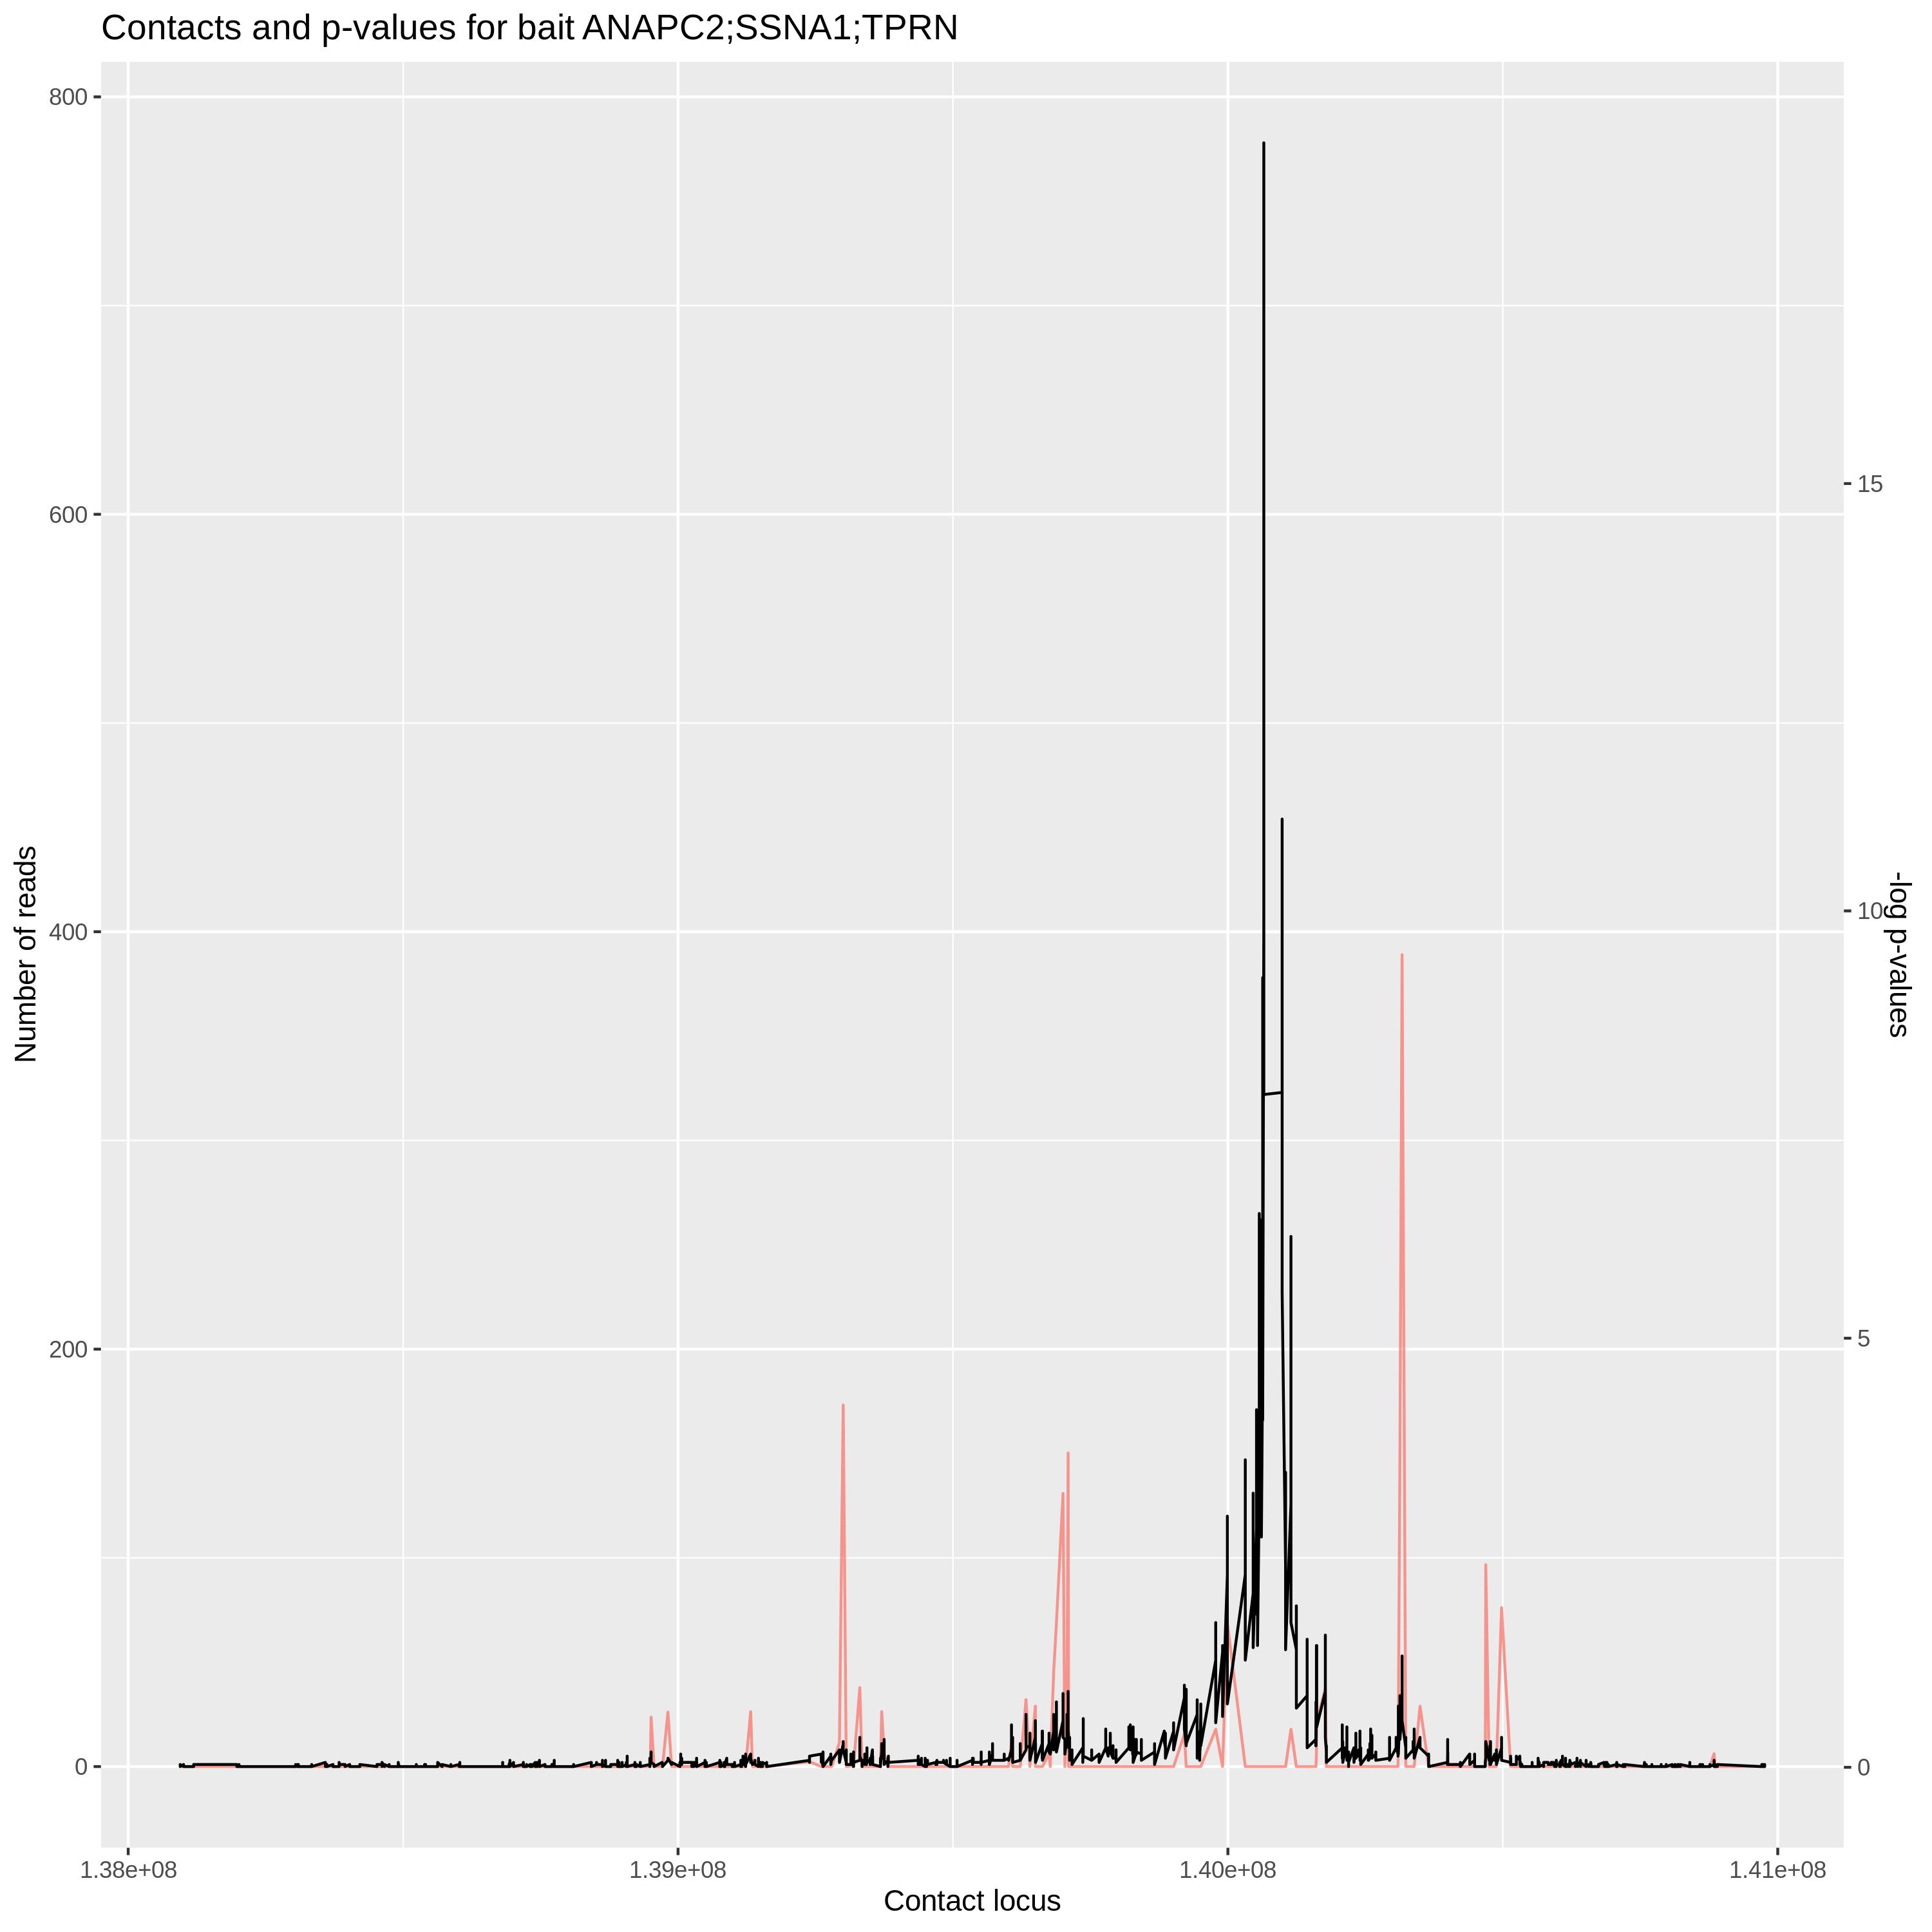 Contacts and p-values for bait ANAPC2;SSNA1;TPRN
800
600
400
200
0
Number of reads
15
10
5
0
-log p-values
1.38e+08
1.39e+08
1.40e+08
1.41e+08
Contact locus